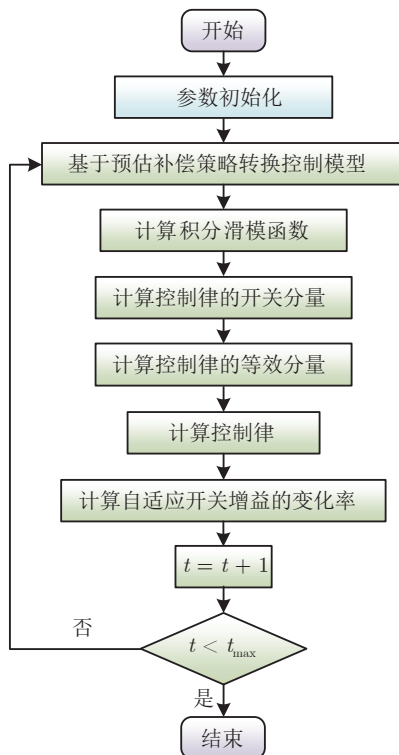 开始
参数初始化
基于预估补偿策略转换控制模型
计算积分滑模函数
计算控制律的开关分量
计算控制律的等效分量
计算控制律
计算自适应开关增益的变化率
t = t + 1
否
t < t_max
是
结束